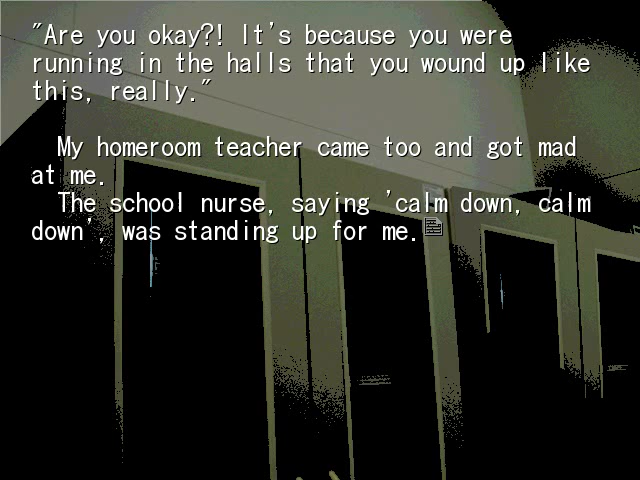 "Are you okay?! It's because you were
running in the halls that you wound up like
this, really."
My homeroom teacher came too and got mad
at me.
The school nurse, saying 'calm down, calm
down', was standing up for me.